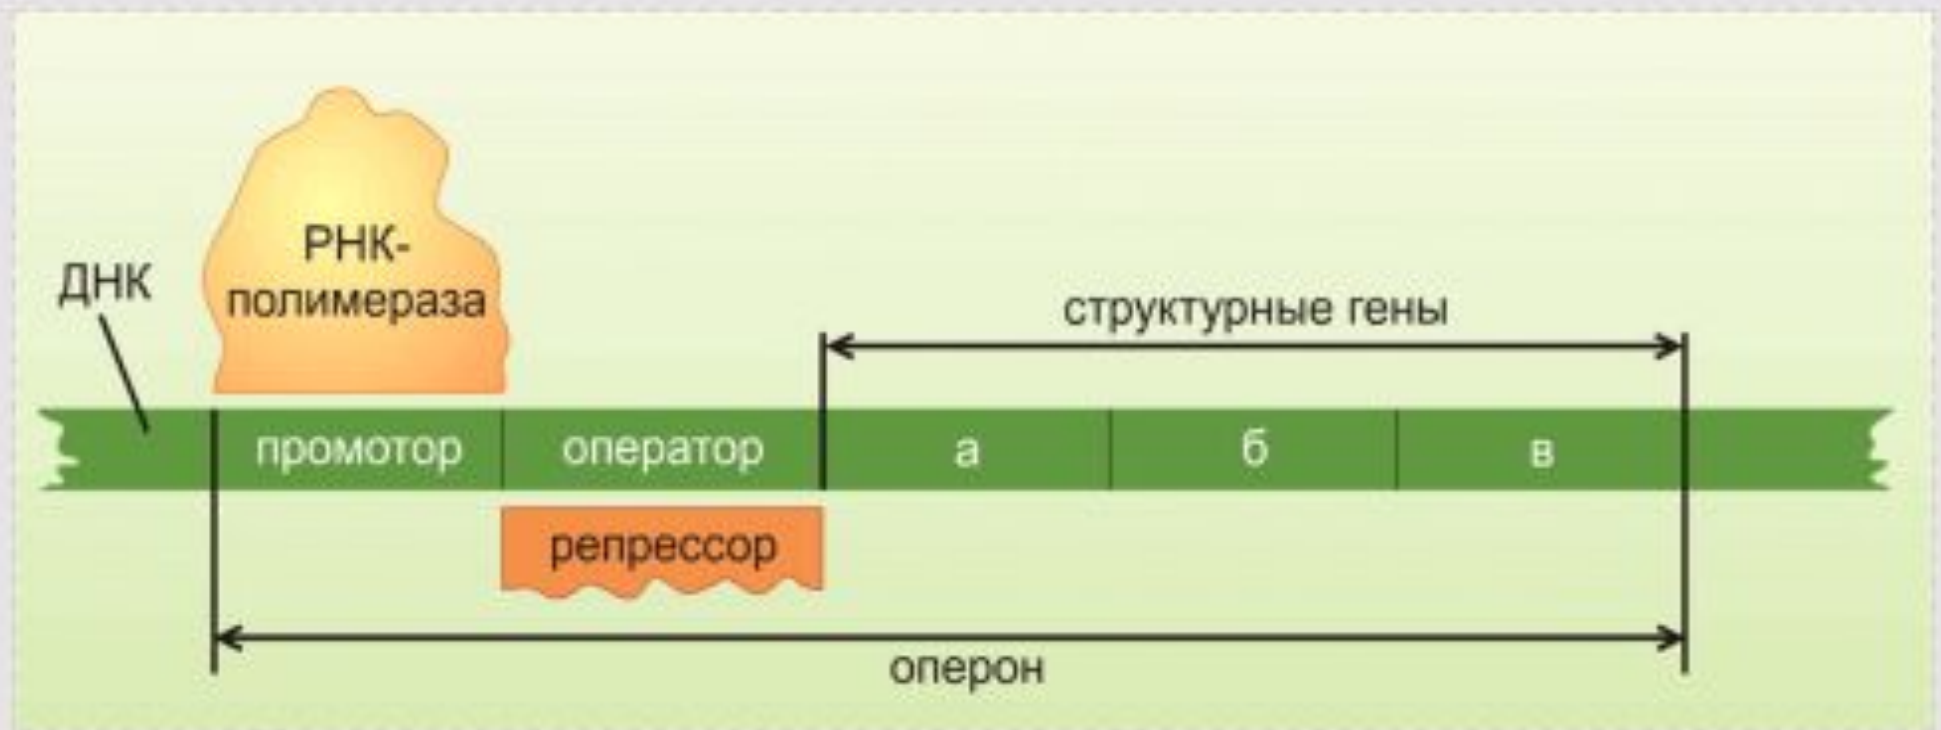 РНК-
полимераза
ДНК
структурные гены
промотор оператор а б в
репрессор
оперон